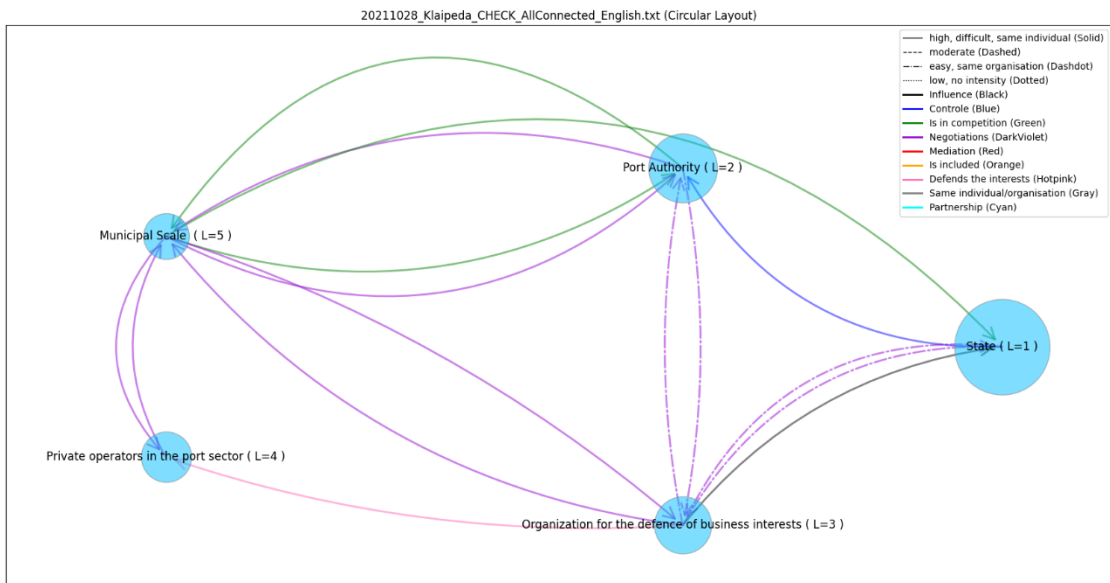 20211028_Klaipeda_CHECK_AllConnected_English.txt (Circular Layout)
high, difficult, same individual (Solid)
moderate (Dashed)
easy, same organisation (Dashdot)
low, no intensity (Dotted)
Influence (Black)
Controle (Blue)
Is in competition (Green)
Negotiations (DarkViolet)
Mediation (Red)
Is included (Orange)
Defends the interests (Hotpink)
Same individual/organisation (Gray)
Partnership (Cyan)
Port Authority ( L=2 )
Municipal Scale ( L=5 )
State ( L=1 )
Private operators in the port sector ( L=4 )
Organization for the defence of business interests ( L=3 )